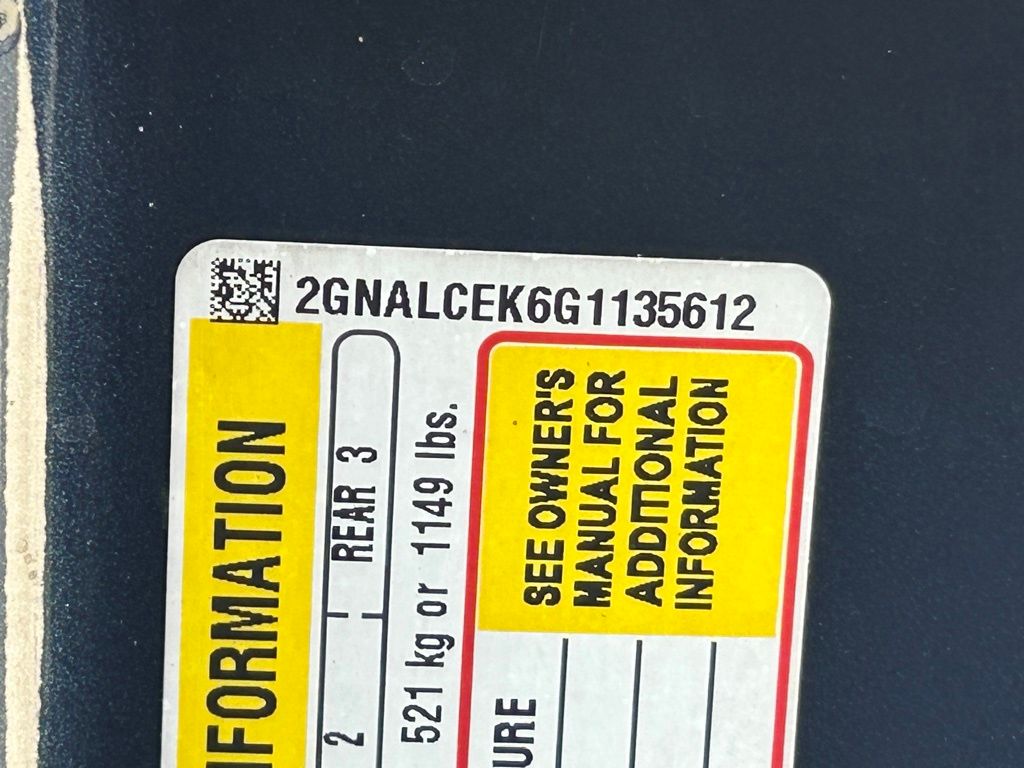 2GNALCEK6G1135612
INFORMATION
2 REAR 3
521 kg or 1149 lbs.
URE
SEE OWNER'S
MANUAL FOR
ADDITIONAL
INFORMATION